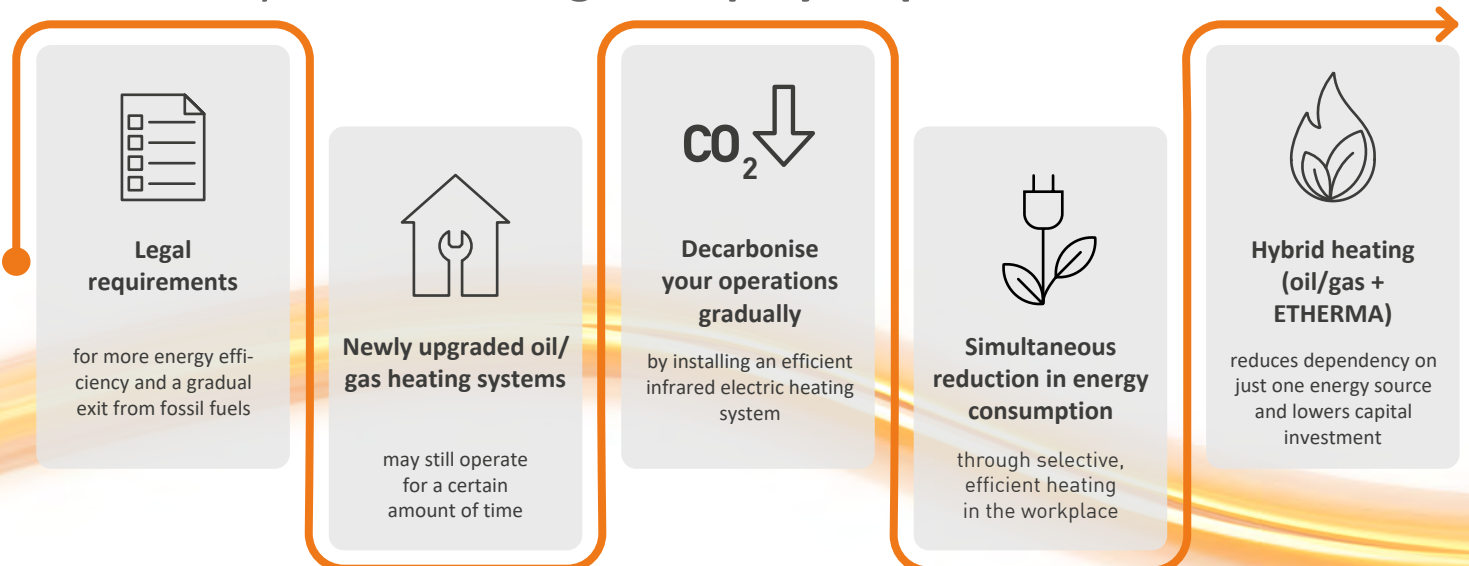 Legal
requirements
for more energy effi-
ciency and a gradual
exit from fossil fuels
Newly upgraded oil/
gas heating systems
may still operate
for a certain
amount of time
CO2
Decarbonise
your operations
gradually
by installing an efficient
infrared electric heating
system
Simultaneous
reduction in energy
consumption
through selective,
efficient heating
in the workplace
Hybrid heating
(oil/gas +
ETHERMA)
reduces dependency on
just one energy source
and lowers capital
investment